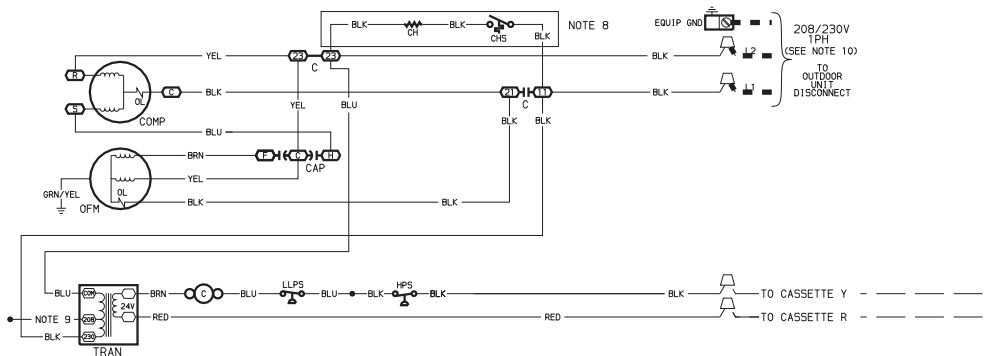 BLK
BLK
BLK
CH
CHS
NOTE 8
EQUIP GND
208/230V
1PH
(SEE NOTE 10)
TO
OUTDOOR
UNIT
DISCONNECT
YEL
23
23
C
BLK
L2
R
OL
C
BLK
21
11
C
BLK
L1
S
COMP
YEL
BLU
BLK
BLK
BLU
BRN
F
C
H
CAP
YEL
GRN/YEL
OL
OFM
BLK
BLK
BLU
COM
24V
BRN
C
BLU
LLPS
BLU
BLK
HPS
BLK
BLK
TO CASSETTE Y
NOTE 9
208
RED
RED
TO CASSETTE R
BLK
230
TRAN